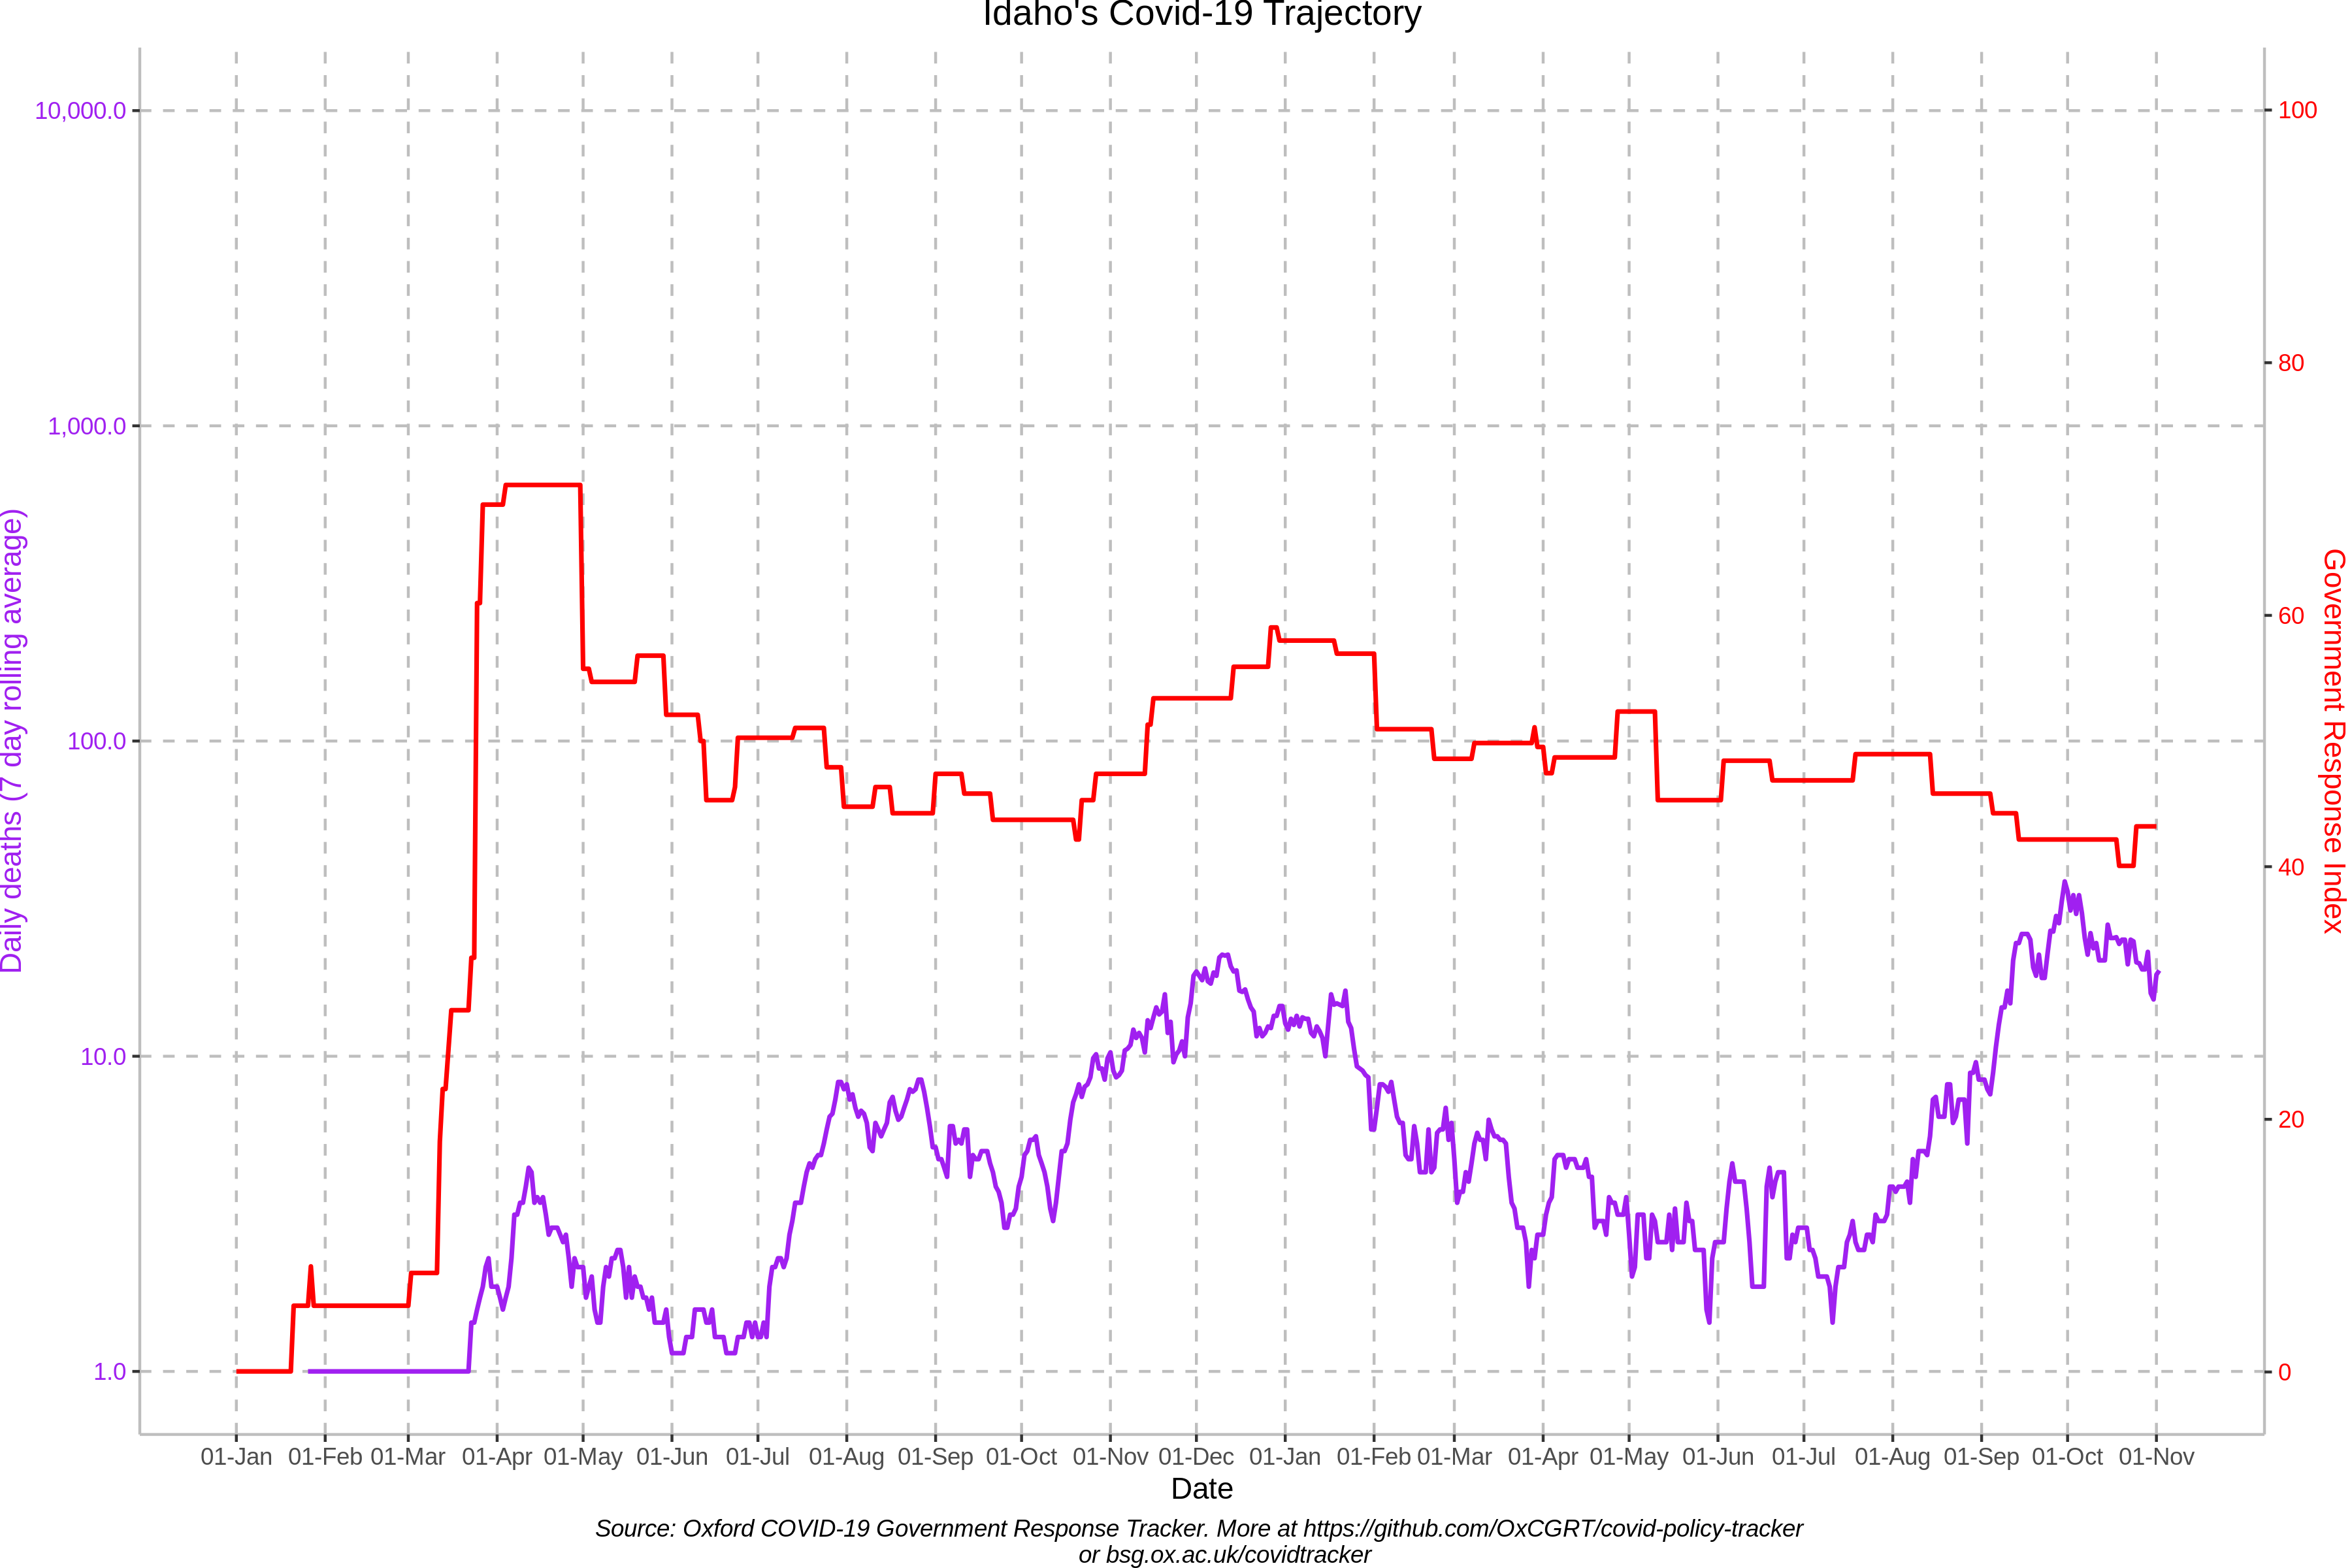 Idaho's Covid-19 Trajectory
10,000.0
1,000.0
100.0
10.0
1.0
Daily deaths (7 day rolling average)
100
80
60
40
20
0
Government Response Index
01-Jan 01-Feb 01-Mar 01-Apr 01-May 01-Jun 01-Jul 01-Aug 01-Sep 01-Oct 01-Nov 01-Dec 01-Jan 01-Feb 01-Mar 01-Apr 01-May 01-Jun 01-Jul 01-Aug 01-Sep 01-Oct 01-Nov
Date
Source: Oxford COVID-19 Government Response Tracker. More at https://github.com/OxCGRT/covid-policy-tracker
or bsg.ox.ac.uk/covidtracker